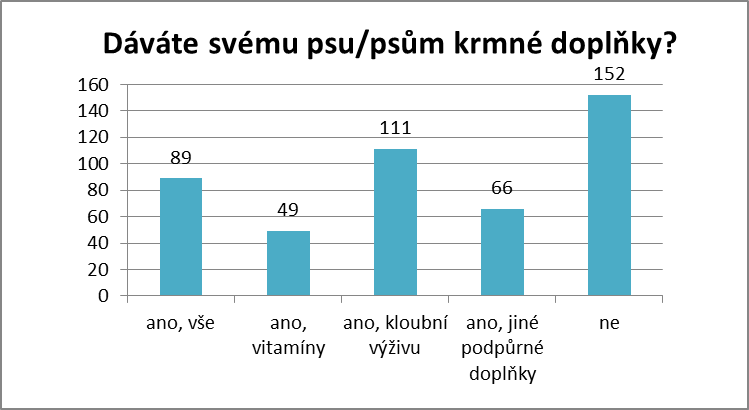 Dáváte svému psu/psům krmné doplňky?
160
140
120
100
80
60
40
20
0
89
49
111
66
152
ano, vše
ano,
vitamíny
ano, kloubní
výživu
ano, jiné
podpůrné
doplňky
ne